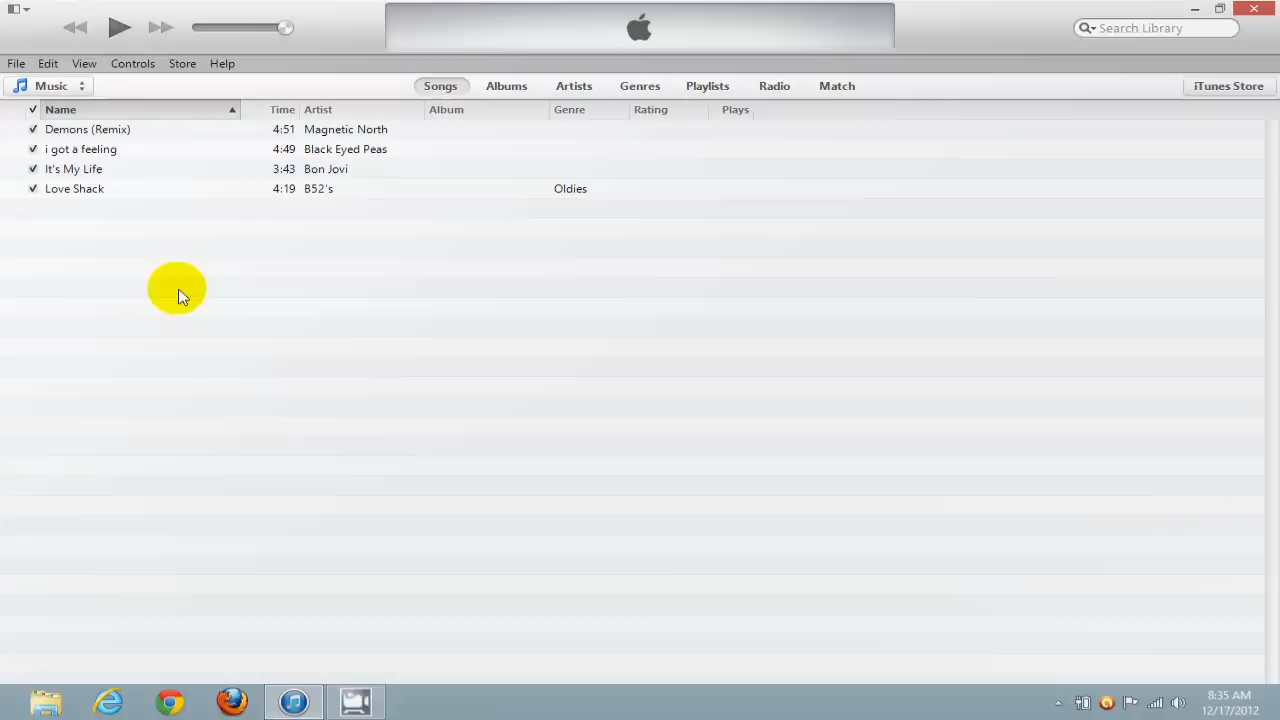 Search Library
File Edit View Controls Store Help
Music Songs Albums Artists Genres Playlists Radio Match iTunes Store
Name Time Artist Album Genre Rating Plays
Demons (Remix) 4:51 Magnetic North
i got a feeling 4:49 Black Eyed Peas
It's My Life 3:43 Bon Jovi
Love Shack 4:19 B52's Oldies
8:35 AM
12/17/2012